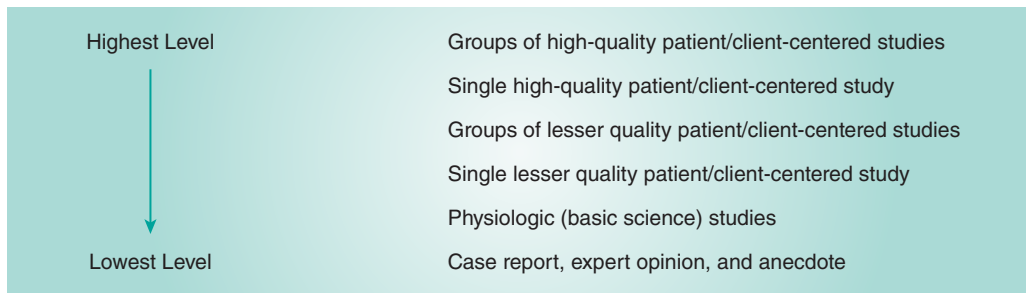 Highest Level Groups of high-quality patient/client-centered studies
Single high-quality patient/client-centered study
Groups of lesser quality patient/client-centered studies
Single lesser quality patient/client-centered study
Physiologic (basic science) studies
Lowest Level Case report, expert opinion, and anecdote